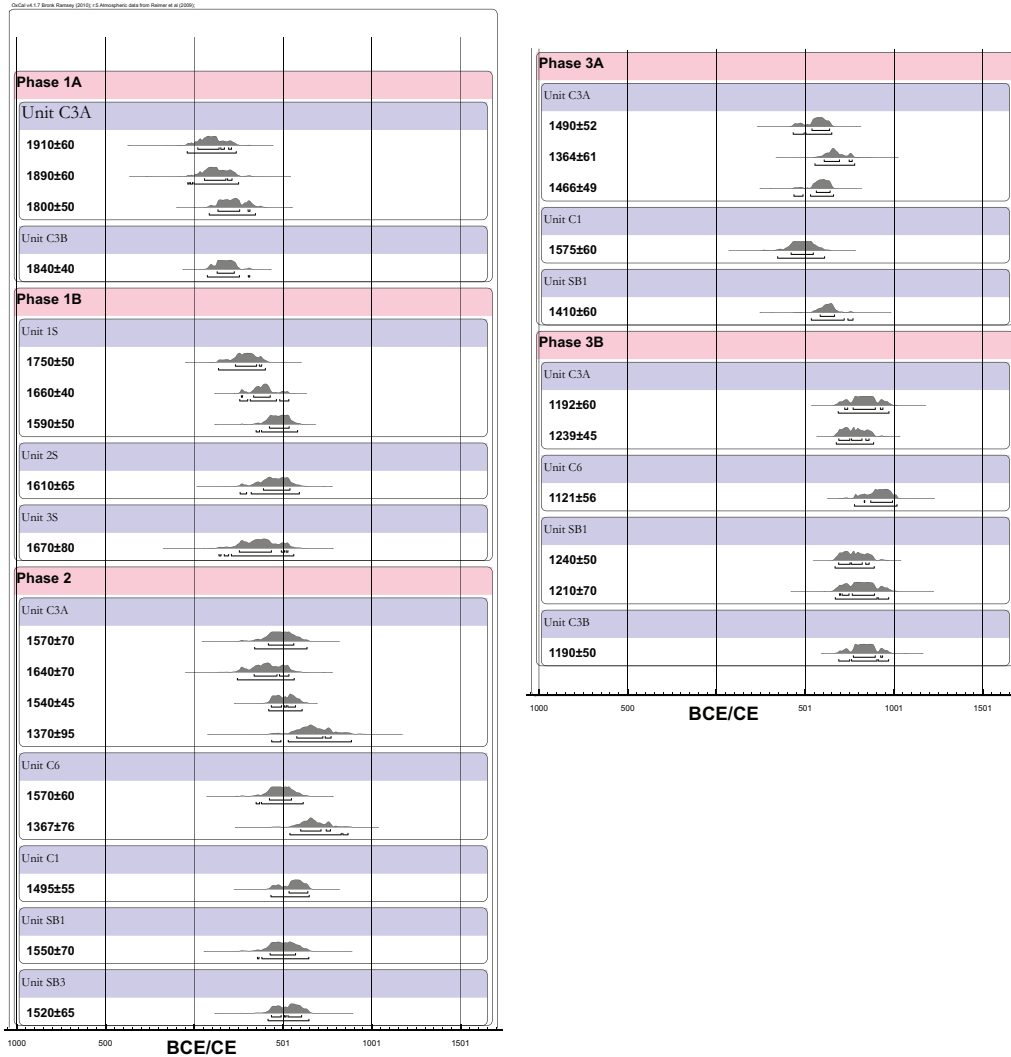 OxCal v4.1.7 Bronk Ramsey (2010); r:5 Atmospheric data from Reimer et al (2009);
Phase 1A
Unit C3A
1910±60
1890±60
1800±50
Unit C3B
1840±40
Phase 1B
Unit 1S
1750±50
1660±40
1590±50
Unit 2S
1610±65
Unit 3S
1670±80
Phase 2
Unit C3A
1570±70
1640±70
1540±45
1370±95
Unit C6
1570±60
1367±76
Unit C1
1495±55
Unit SB1
1550±70
Unit SB3
1520±65
1000 500 501 1001 1501
BCE/CE
Phase 3A
Unit C3A
1490±52
1364±61
1466±49
Unit C1
1575±60
Unit SB1
1410±60
Phase 3B
Unit C3A
1192±60
1239±45
Unit C6
1121±56
Unit SB1
1240±50
1210±70
Unit C3B
1190±50
1000 500 501 1001 1501
BCE/CE